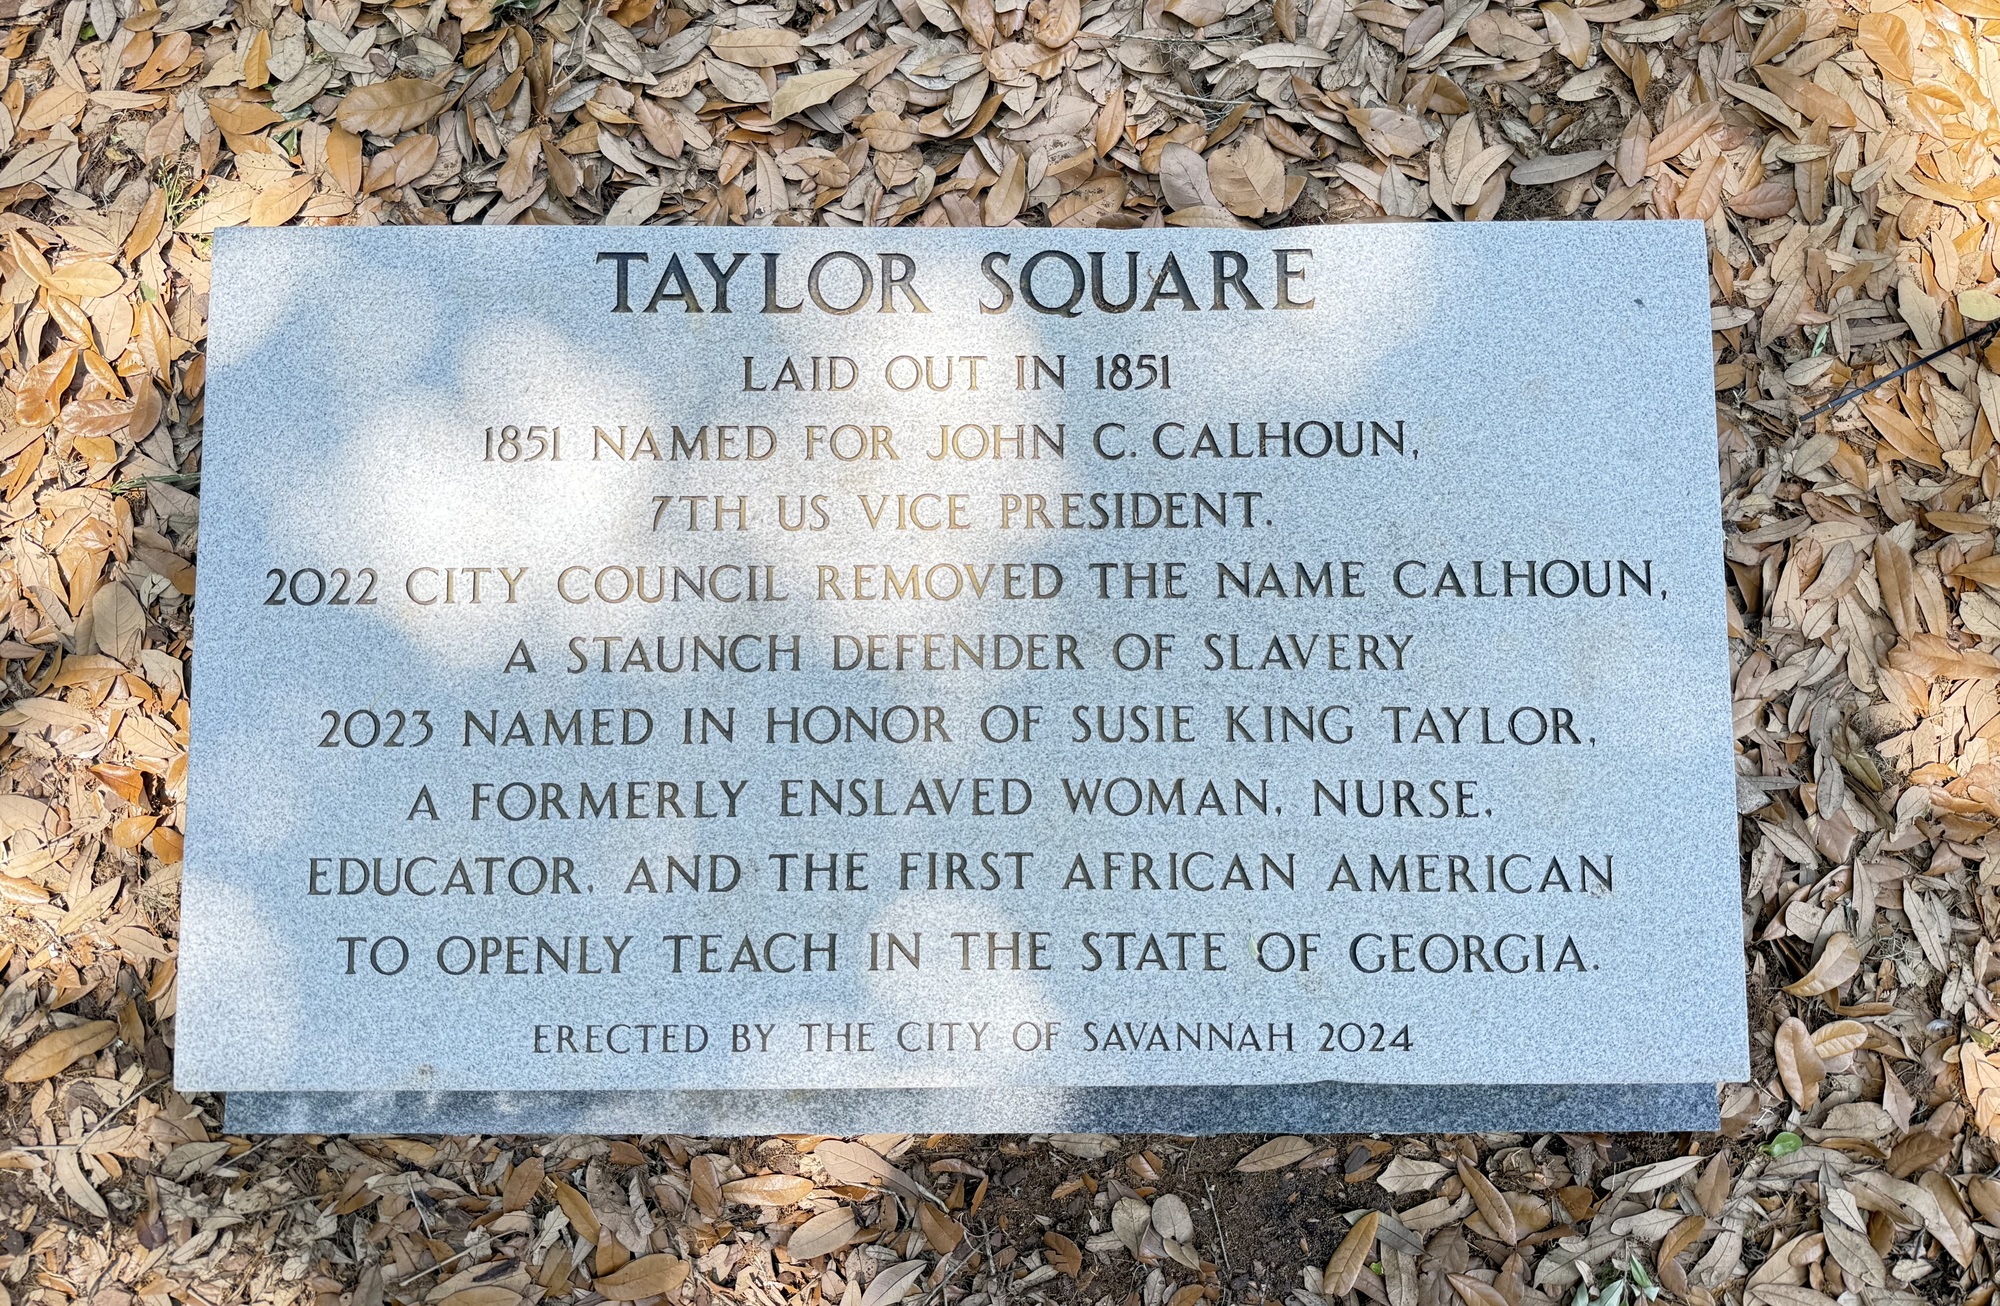 TAYLOR SQUARE
LAID OUT IN 1851
1851 NAMED FOR JOHN C. CALHOUN,
7TH US VICE PRESIDENT.
2022 CITY COUNCIL REMOVED THE NAME CALHOUN,
A STAUNCH DEFENDER OF SLAVERY
2023 NAMED IN HONOR OF SUSIE KING TAYLOR,
A FORMERLY ENSLAVED WOMAN, NURSE,
EDUCATOR, AND THE FIRST AFRICAN AMERICAN
TO OPENLY TEACH IN THE STATE OF GEORGIA.
ERECTED BY THE CITY OF SAVANNAH 2024